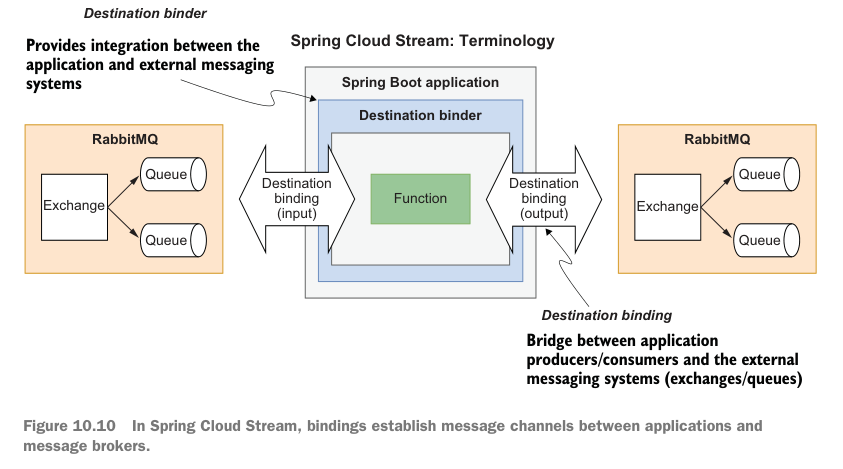 Destination binder
Provides integration between the
application and external messaging
systems
Spring Cloud Stream: Terminology
Spring Boot application
Destination binder
RabbitMQ
Exchange
Queue
Queue
Destination
binding
(input)
Function
Destination
binding
(output)
RabbitMQ
Exchange
Queue
Queue
Destination binding
Bridge between application
producers/consumers and the external
messaging systems (exchanges/queues)
Figure 10.10 In Spring Cloud Stream, bindings establish message channels between applications and
message brokers.